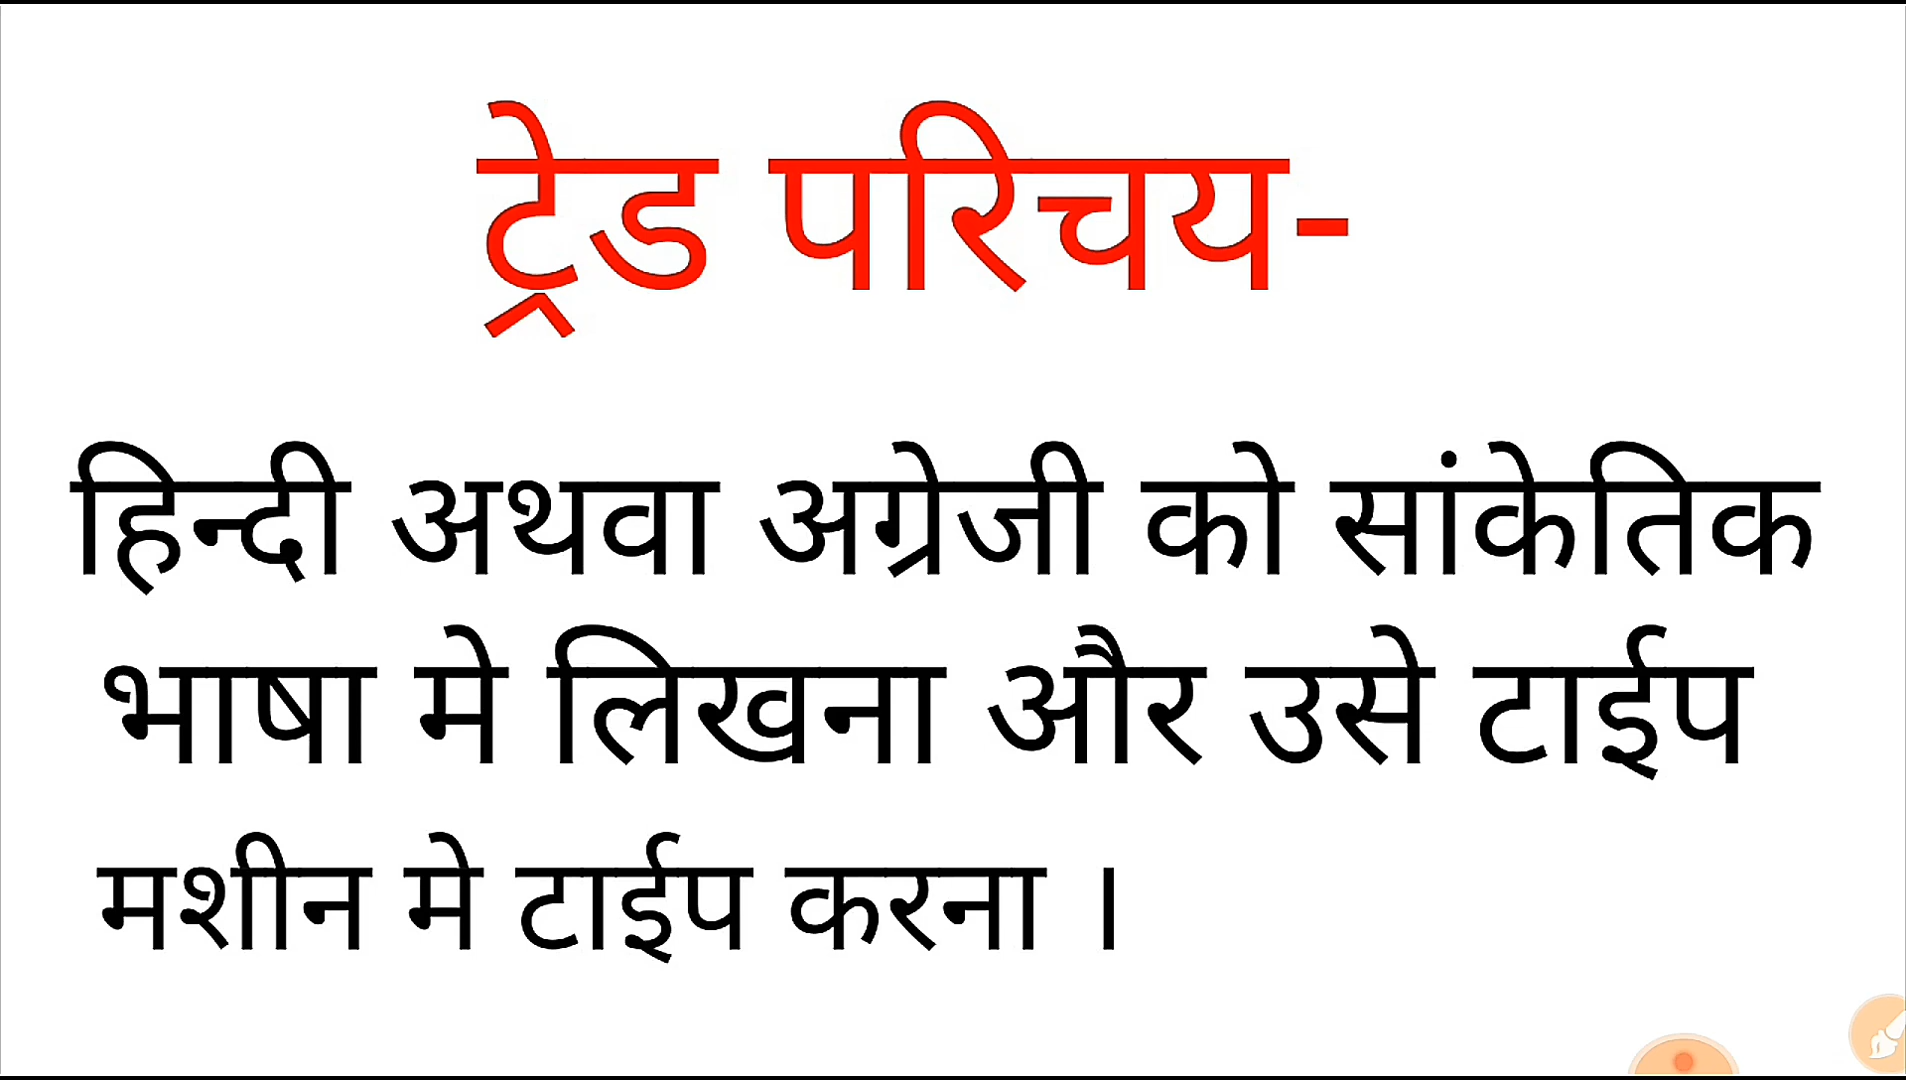 ट्रेड परिचय-
हिन्दी अथवा अग्रेजी को सांकेतिक
भाषा मे लिखना और उसे टाईप
मशीन मे टाईप करना ।